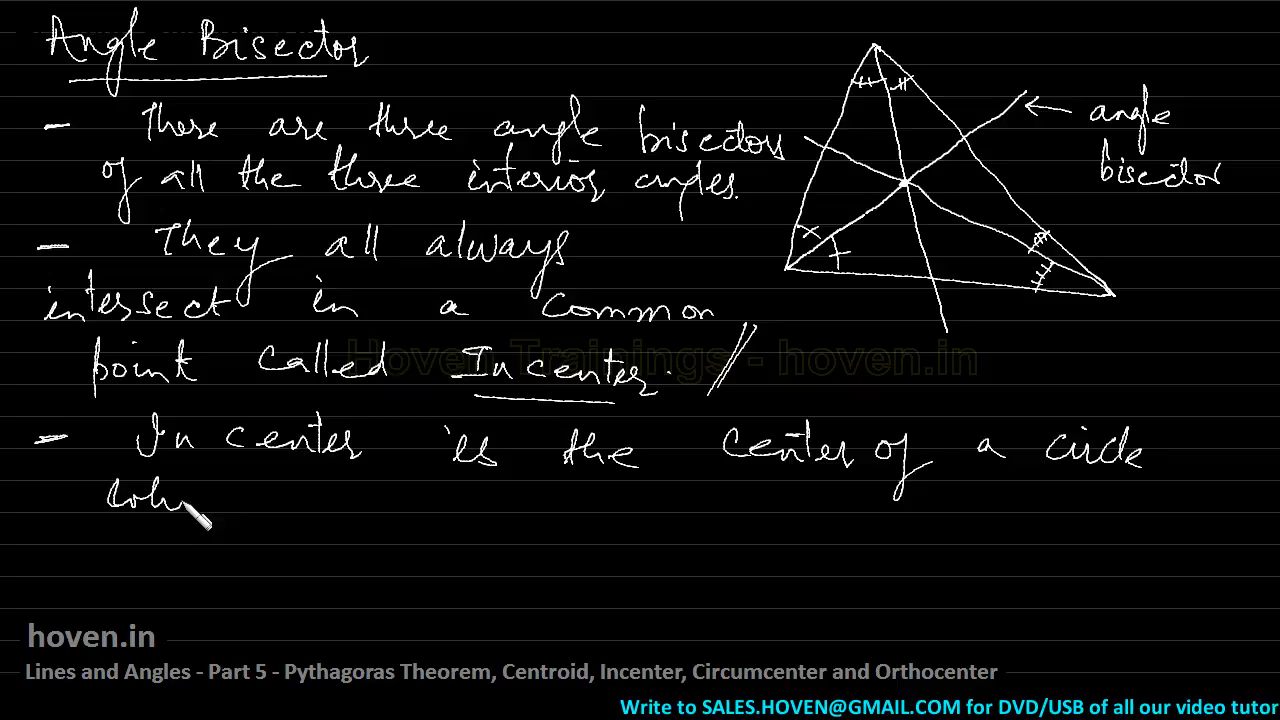 Angle Bisector
- There are three angle bisectors
of all the three interior angles.
- They all always
intersect in a common
point called Incenter.
- In center is the center of a circle
angle
bisector
Hoven Trainings - hoven.in
hoven.in
Lines and Angles - Part 5 - Pythagoras Theorem, Centroid, Incenter, Circumcenter and Orthocenter
Write to SALES.HOVEN@GMAIL.COM for DVD/USB of all our video tutor